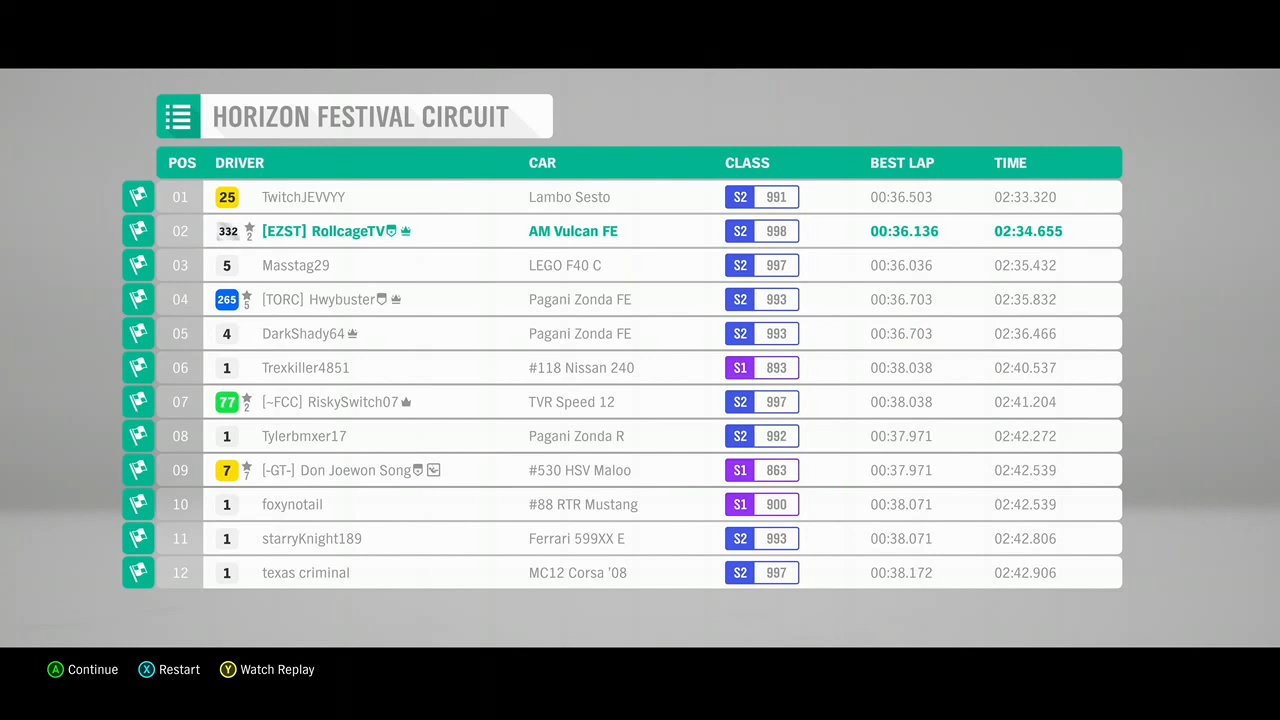 HORIZON FESTIVAL CIRCUIT
POS DRIVER CAR CLASS BEST LAP TIME
01 25 TwitchJEVVYY Lambo Sesto S2 991 00:36.503 02:33.320
02 332 2 [EZST] RollcageTV AM Vulcan FE S2 998 00:36.136 02:34.655
03 5 Masstag29 LEGO F40 C S2 997 00:36.036 02:35.432
04 265 5 [TORC] Hwybuster Pagani Zonda FE S2 993 00:36.703 02:35.832
05 4 DarkShady64 Pagani Zonda FE S2 993 00:36.703 02:36.466
06 1 Trexkiller4851 #118 Nissan 240 S1 893 00:38.038 02:40.537
07 77 2 [~FCC] RiskySwitch07 TVR Speed 12 S2 997 00:38.038 02:41.204
08 1 Tylerbmxer17 Pagani Zonda R S2 992 00:37.971 02:42.272
09 7 7 [-GT-] Don Joewon Song #530 HSV Maloo S1 863 00:37.971 02:42.539
10 1 foxynotail #88 RTR Mustang S1 900 00:38.071 02:42.539
11 1 starryKnight189 Ferrari 599XX E S2 993 00:38.071 02:42.806
12 1 texas criminal MC12 Corsa '08 S2 997 00:38.172 02:42.906
A Continue X Restart Y Watch Replay